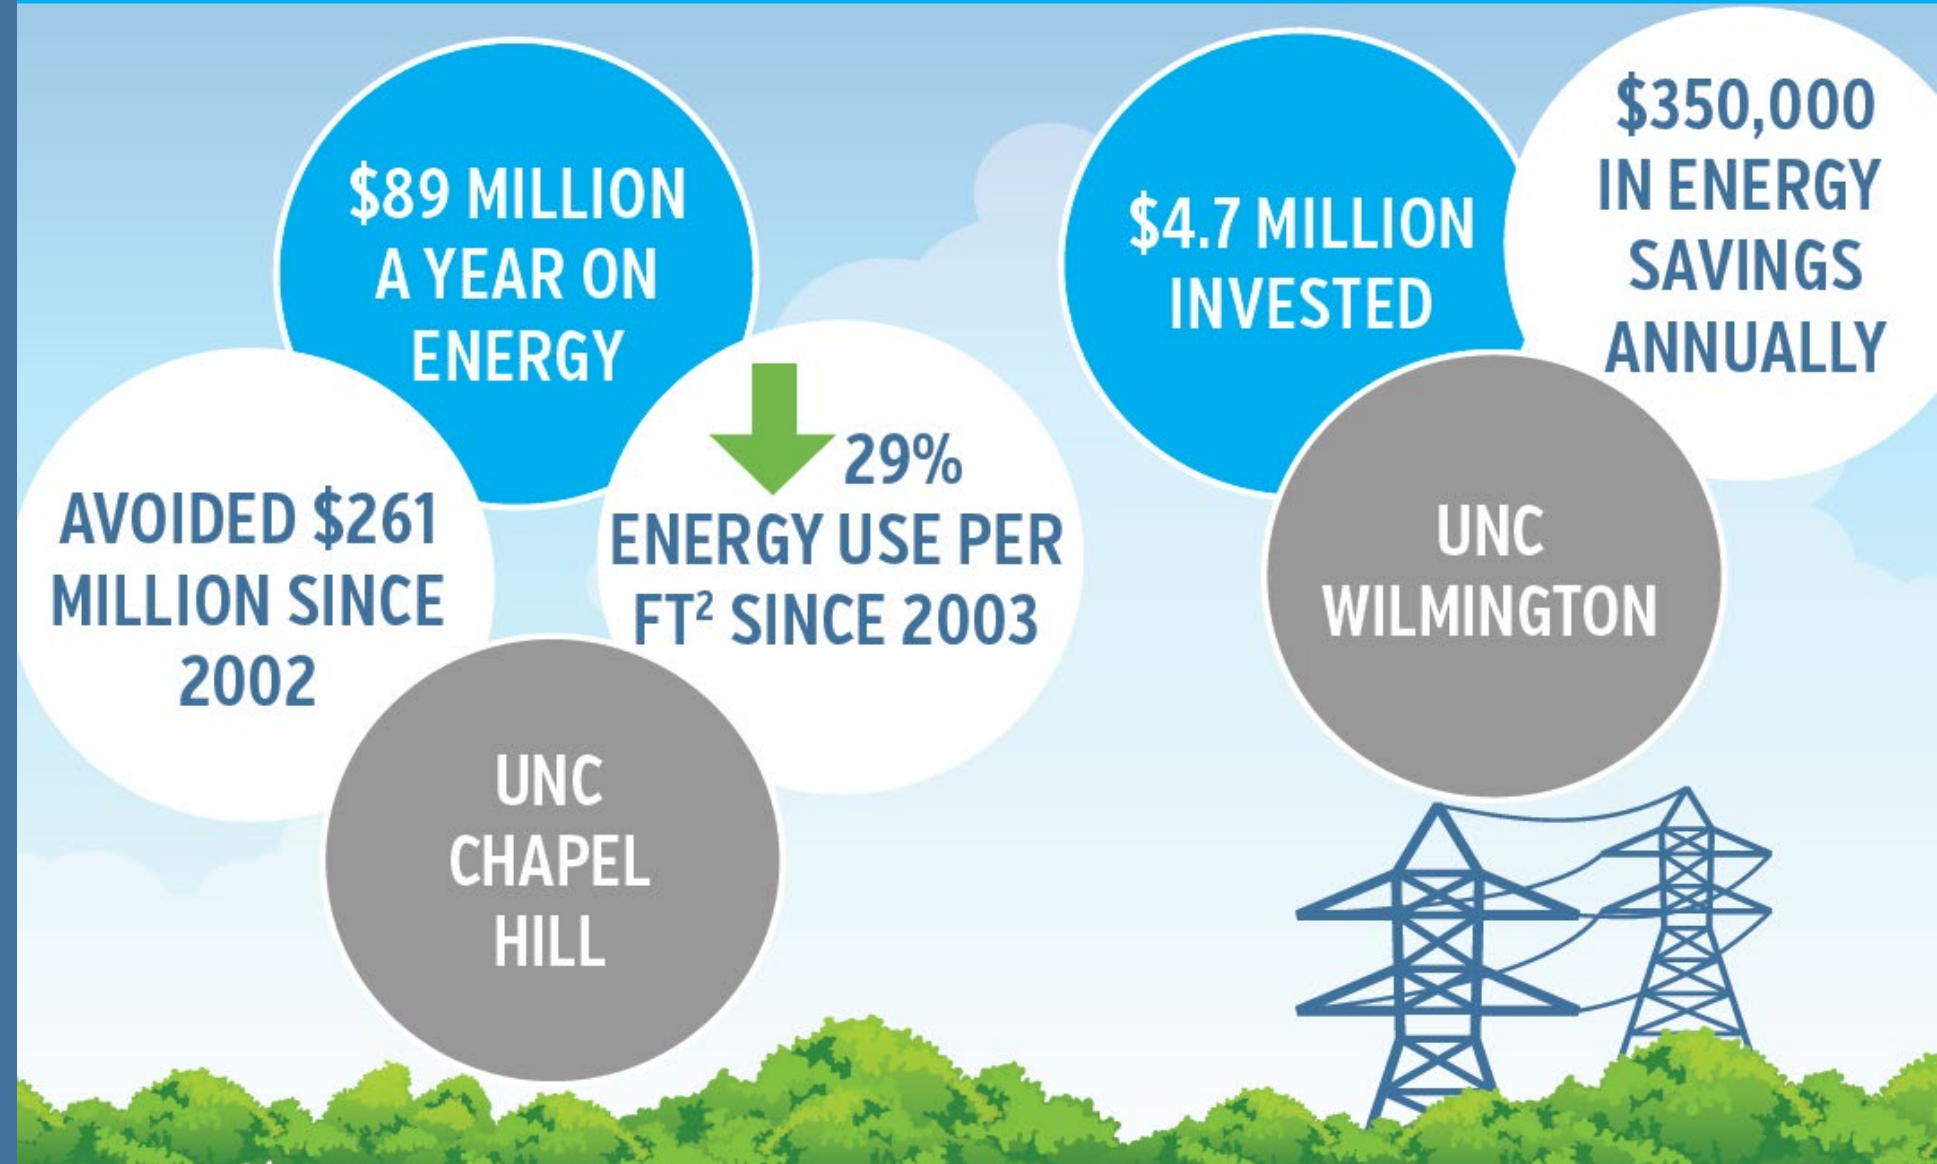 $89 MILLION
A YEAR ON
ENERGY
AVOIDED $261
MILLION SINCE
2002
29%
ENERGY USE PER
FT² SINCE 2003
UNC
CHAPEL
HILL
$4.7 MILLION
INVESTED
$350,000
IN ENERGY
SAVINGS
ANNUALLY
UNC
WILMINGTON